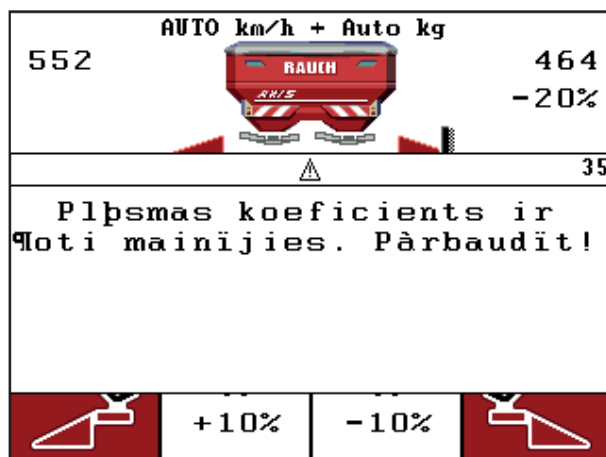 AUTO km/h + Auto kg
552
464
RAUCH
-20%
AXIS
35
Plþsmas koeficients ir
¶oti mainïjies. Pàrbaudït!
+10%
-10%